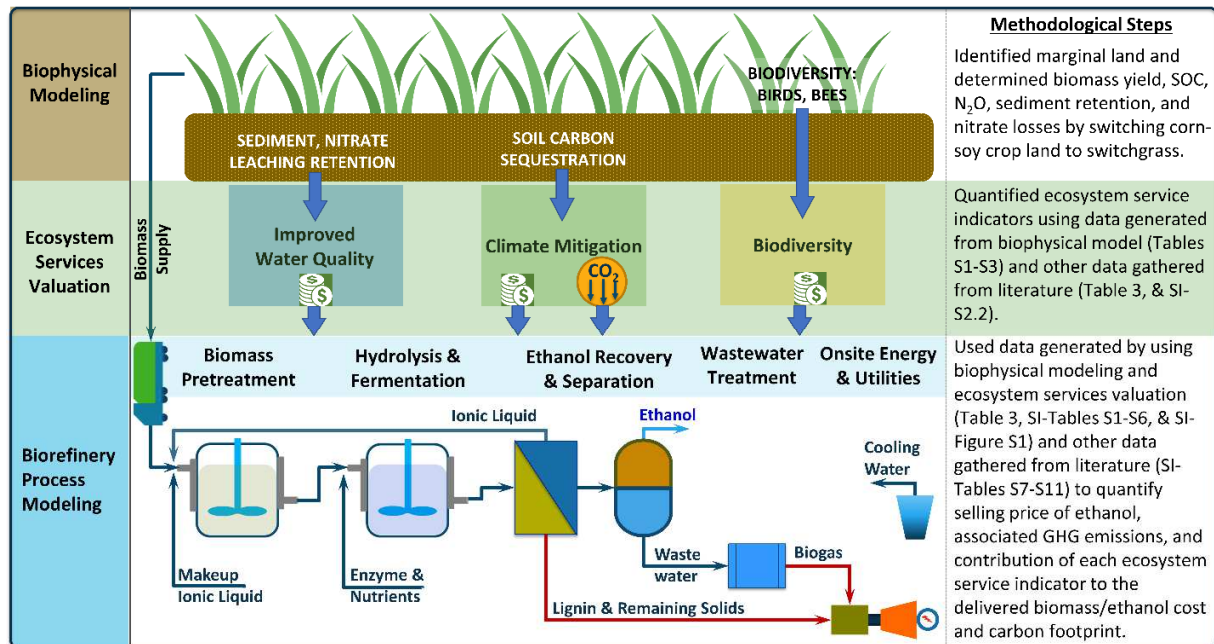 Biophysical
Modeling
BIODIVERSITY:
BIRDS, BEES
SEDIMENT, NITRATE
LEACHING RETENTION
SOIL CARBON
SEQUESTRATION
Methodological Steps
Identified marginal land and
determined biomass yield, SOC,
N₂O, sediment retention, and
nitrate losses by switching corn-
soy crop land to switchgrass.
Ecosystem
Services
Valuation
Biomass
Supply
Improved
Water Quality
$
$
Climate Mitigation
$
$
CO₂
Biodiversity
$
$
Quantified ecosystem service
indicators using data generated
from biophysical model (Tables
S1-S3) and other data gathered
from literature (Table 3, & SI-
S2.2).
Biorefinery
Process
Modeling
Biomass
Pretreatment
Hydrolysis &
Fermentation
Ethanol Recovery
& Separation
Wastewater
Treatment
Onsite Energy
& Utilities
Ionic Liquid
Ethanol
Cooling
Water
Makeup
Ionic Liquid
Enzyme &
Nutrients
Waste
water
Biogas
Lignin & Remaining Solids
Used data generated by using
biophysical modeling and
ecosystem services valuation
(Table 3, SI-Tables S1-S6, & SI-
Figure S1) and other data
gathered from literature (SI-
Tables S7-S11) to quantify
selling price of ethanol,
associated GHG emissions, and
contribution of each ecosystem
service indicator to the
delivered biomass/ethanol cost
and carbon footprint.